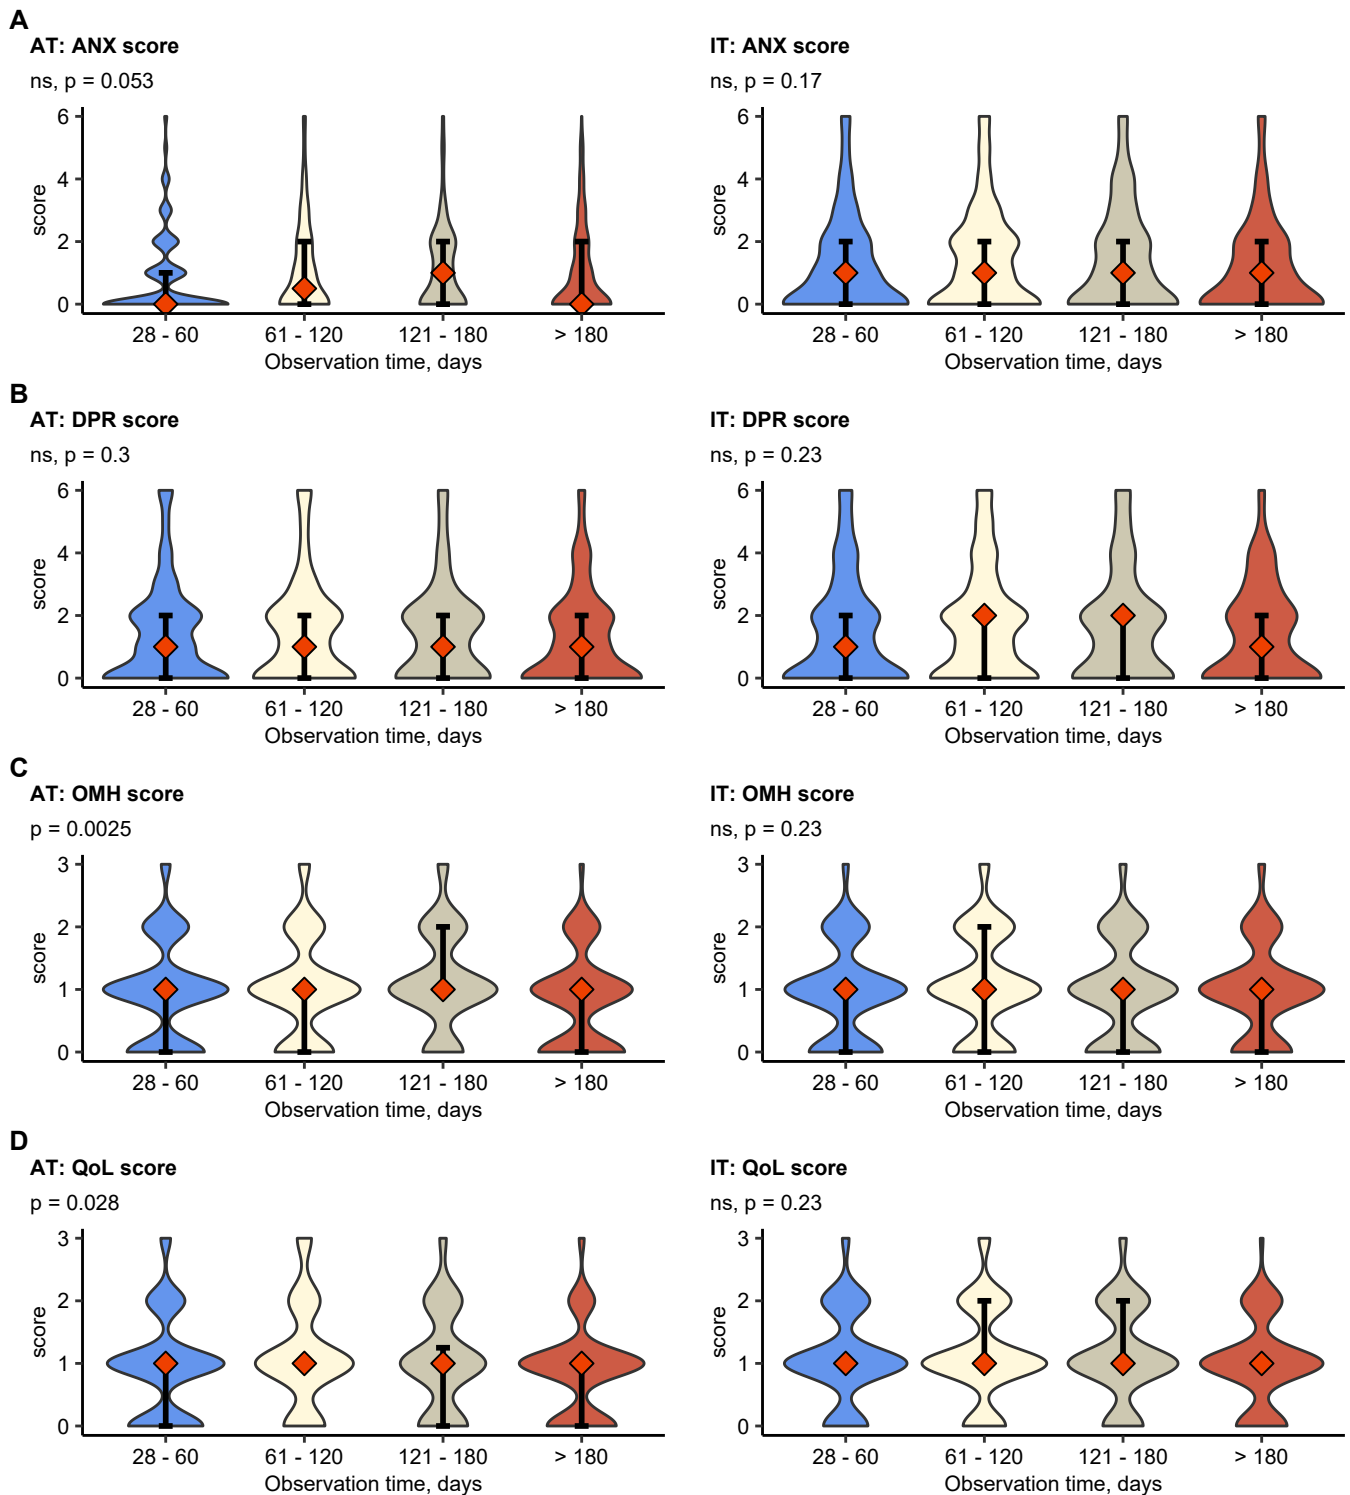 A
AT: ANX score
ns, p = 0.053
6
4
2
0
score
28 - 60 61 - 120 121 - 180 > 180
Observation time, days
IT: ANX score
ns, p = 0.17
6
4
2
0
score
28 - 60 61 - 120 121 - 180 > 180
Observation time, days
B
AT: DPR score
ns, p = 0.3
6
4
2
0
score
28 - 60 61 - 120 121 - 180 > 180
Observation time, days
IT: DPR score
ns, p = 0.23
6
4
2
0
score
28 - 60 61 - 120 121 - 180 > 180
Observation time, days
C
AT: OMH score
p = 0.0025
3
2
1
0
score
28 - 60 61 - 120 121 - 180 > 180
Observation time, days
IT: OMH score
ns, p = 0.23
3
2
1
0
score
28 - 60 61 - 120 121 - 180 > 180
Observation time, days
D
AT: QoL score
p = 0.028
3
2
1
0
score
28 - 60 61 - 120 121 - 180 > 180
Observation time, days
IT: QoL score
ns, p = 0.23
3
2
1
0
score
28 - 60 61 - 120 121 - 180 > 180
Observation time, days